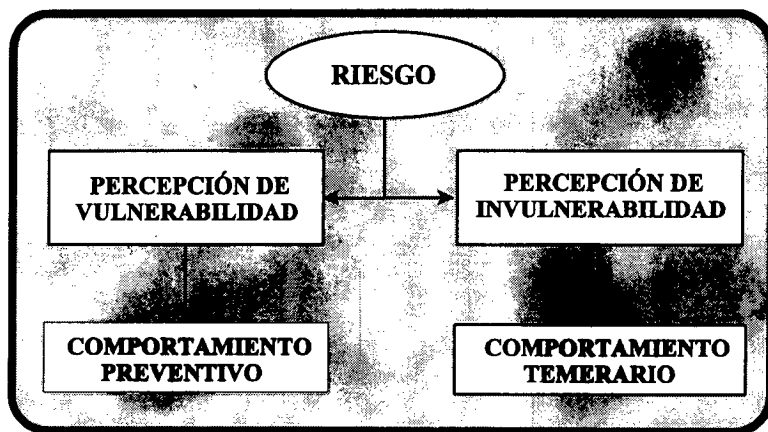 RIESGO
PERCEPCIÓN DE
VULNERABILIDAD
PERCEPCIÓN DE
INVULNERABILIDAD
COMPORTAMIENTO
PREVENTIVO
COMPORTAMIENTO
TEMERARIO